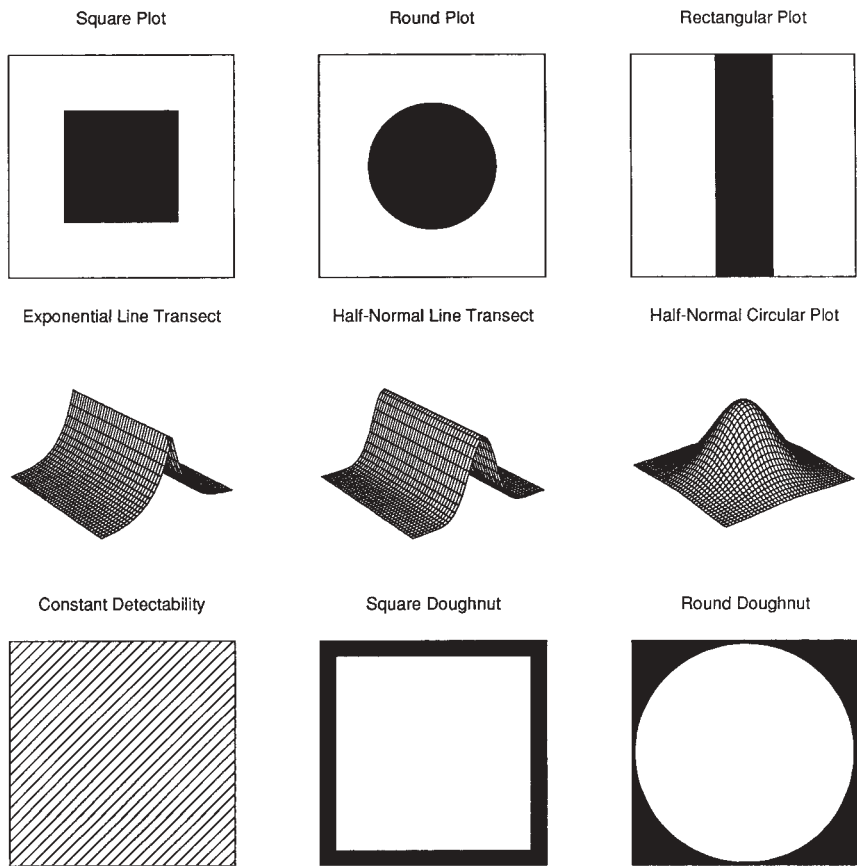 Square Plot
Round Plot
Rectangular Plot
Exponential Line Transect
Half-Normal Line Transect
Half-Normal Circular Plot
Constant Detectability
Square Doughnut
Round Doughnut